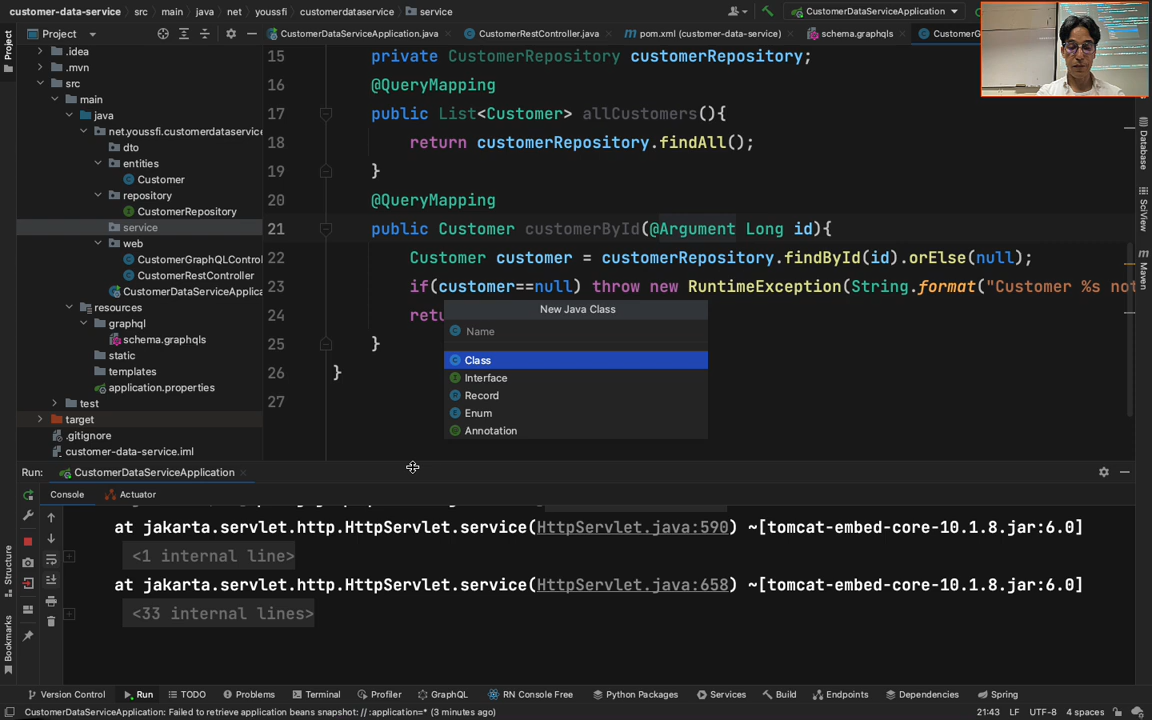 customer-data-service
src
main
java
net
youssfi
customerdataservice
service
CustomerDataServiceApplication
Project
CustomerDataServiceApplication.java
CustomerRestController.java
pom.xml (customer-data-service)
schema.graphqls
CustomerG
Project
.idea
.mvn
src
main
java
net.youssfi.customerdataservice
dto
entities
Customer
repository
CustomerRepository
service
web
CustomerGraphQLControl
CustomerRestController
CustomerDataServiceApplica
resources
graphql
schema.graphqls
static
templates
application.properties
test
target
.gitignore
customer-data-service.iml
15 private CustomerRepository customerRepository;
16 @QueryMapping
17 public List<Customer> allCustomers(){
18 return customerRepository.findAll();
19 }
20 @QueryMapping
21 public Customer customerById(@Argument Long id){
22 Customer customer = customerRepository.findById(id).orElse(null);
23 if(customer==null) throw new RuntimeException(String.format("Customer %s not
24 retu
25 }
26 }
27
New Java Class
Name
Class
Interface
Record
Enum
Annotation
Database
SciView
Maven
Run:
CustomerDataServiceApplication
Console
Actuator
at jakarta.servlet.http.HttpServlet.service(HttpServlet.java:590) ~[tomcat-embed-core-10.1.8.jar:6.0]
<1 internal line>
at jakarta.servlet.http.HttpServlet.service(HttpServlet.java:658) ~[tomcat-embed-core-10.1.8.jar:6.0]
<33 internal lines>
Structure
Bookmarks
Version Control
Run
TODO
Problems
Terminal
Profiler
GraphQL
RN Console Free
Python Packages
Services
Build
Endpoints
Dependencies
Spring
CustomerDataServiceApplication: Failed to retrieve application beans snapshot: // :application=* (3 minutes ago)
21:43
LF
UTF-8
4 spaces